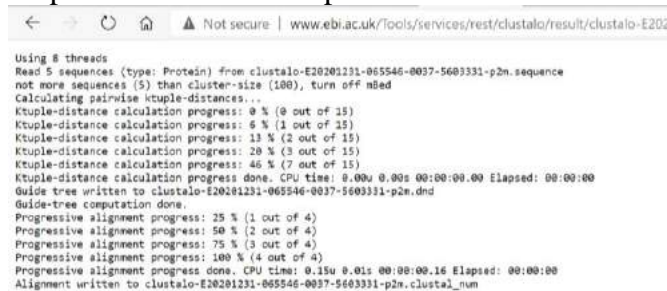 Not secure | www.ebi.ac.uk/Tools/services/rest/clustalo/result/clustalo-E202
Using 8 threads
Read 5 sequences (type: Protein) from clustalo-E20201231-065546-0037-5603331-p2m.sequence
not more sequences (5) than cluster-size (100), turn off mBed
Calculating pairwise ktuple-distances...
Ktuple-distance calculation progress: 0 % (0 out of 15)
Ktuple-distance calculation progress: 6 % (1 out of 15)
Ktuple-distance calculation progress: 13 % (2 out of 15)
Ktuple-distance calculation progress: 20 % (3 out of 15)
Ktuple-distance calculation progress: 46 % (7 out of 15)
Ktuple-distance calculation progress done. CPU time: 0.00u 0.00s 00:00:00.00 Elapsed: 00:00:00
Guide tree written to clustalo-E20201231-065546-0037-5603331-p2m.dnd
Guide-tree computation done.
Progressive alignment progress: 25 % (1 out of 4)
Progressive alignment progress: 50 % (2 out of 4)
Progressive alignment progress: 75 % (3 out of 4)
Progressive alignment progress: 100 % (4 out of 4)
Progressive alignment progress done. CPU time: 0.15u 0.01s 00:00:00.16 Elapsed: 00:00:00
Alignment written to clustalo-E20201231-065546-0037-5603331-p2m.clustal_num